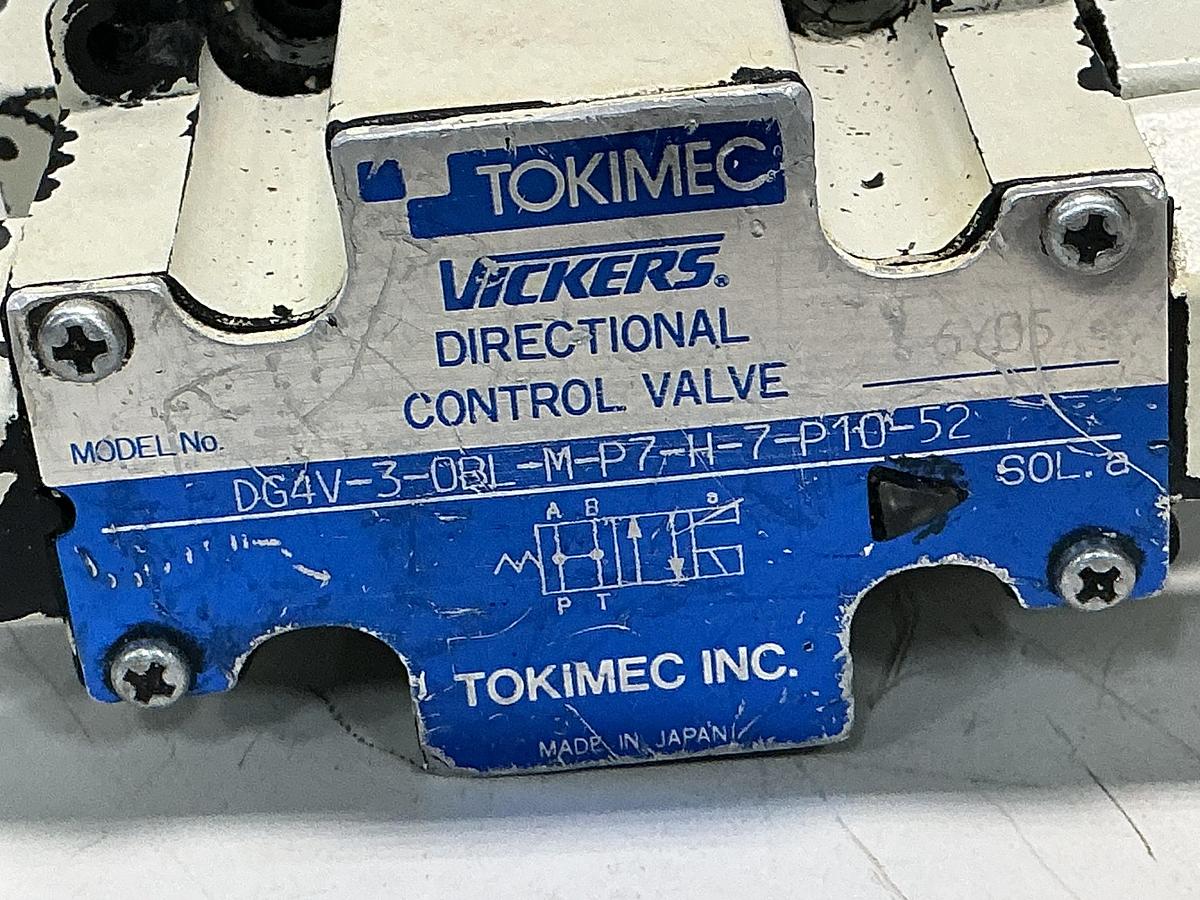 TOKIMEC
VICKERS®
DIRECTIONAL
CONTROL VALVE
MODEL No.
DG4V-3-0BL-M-P7-H-7-P10-52
SOL. a
A B
a
P T
TOKIMEC INC.
MADE IN JAPAN